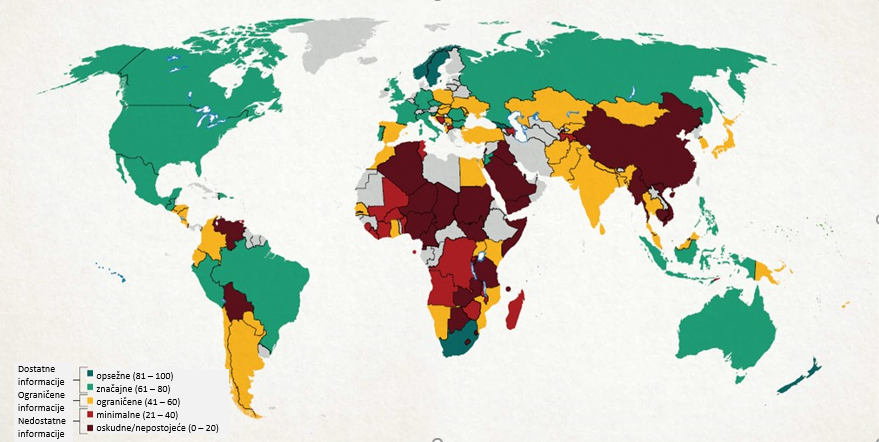 Dostatne
informacije
Ograničene
informacije
Nedostatne
informacije
opsežne (81 – 100)
značajne (61 – 80)
ograničene (41 – 60)
minimalne (21 – 40)
oskudne/nepostojeće (0 – 20)